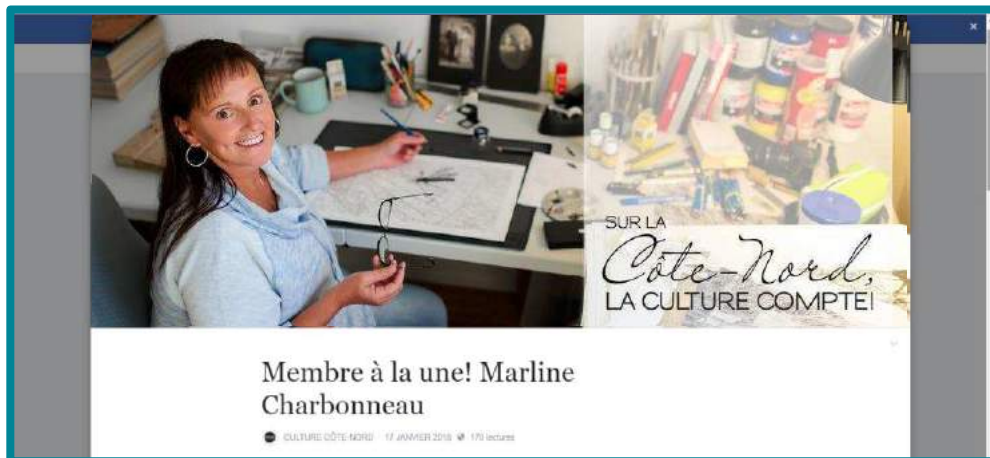 SUR LA
Côte-Nord,
LA CULTURE COMPTE!
Membre à la une! Marline
Charbonneau
CULTURE CÔTE-NORD · 17 JANVIER 2018 · 170 lectures